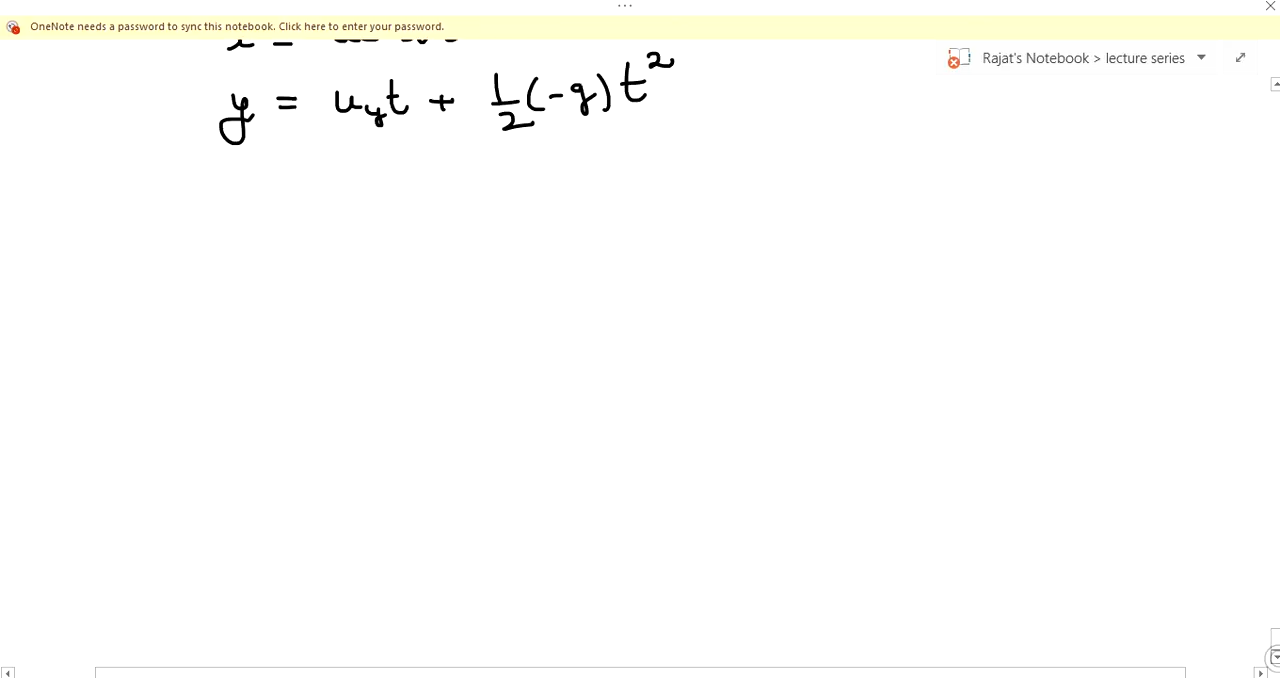 ...
OneNote needs a password to sync this notebook. Click here to enter your password.
Rajat's Notebook > lecture series
y = u_y t + 1/2 (-g) t²